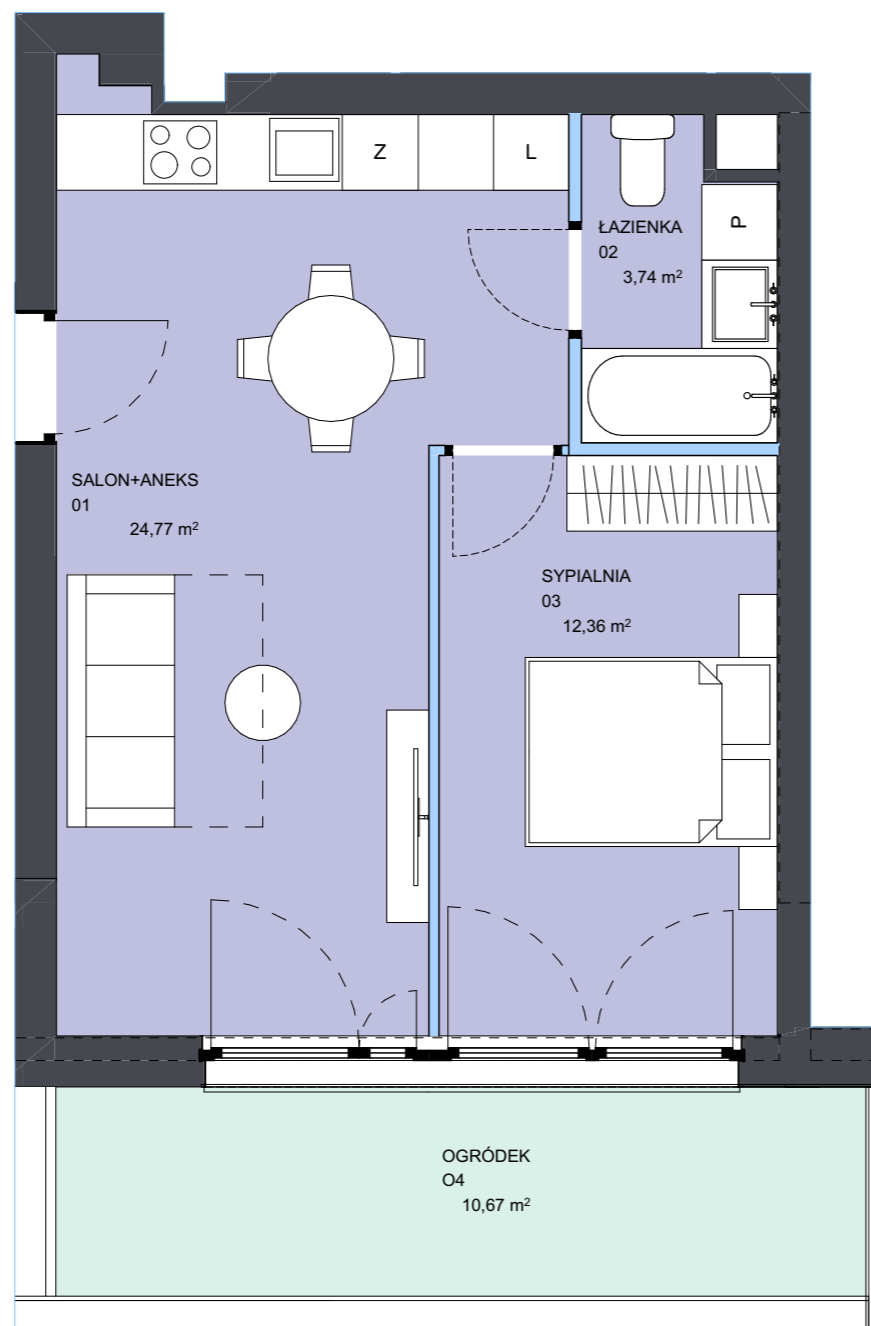 Z
L
ŁAZIENKA
02
3,74 m²
P
SALON+ANEKS
01
24,77 m²
SYPIALNIA
03
12,36 m²
OGRÓDEK
O4
10,67 m²